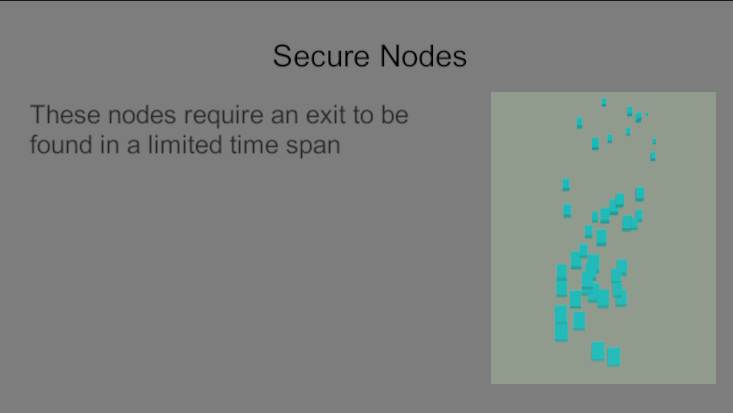 Secure Nodes
These nodes require an exit to be
found in a limited time span